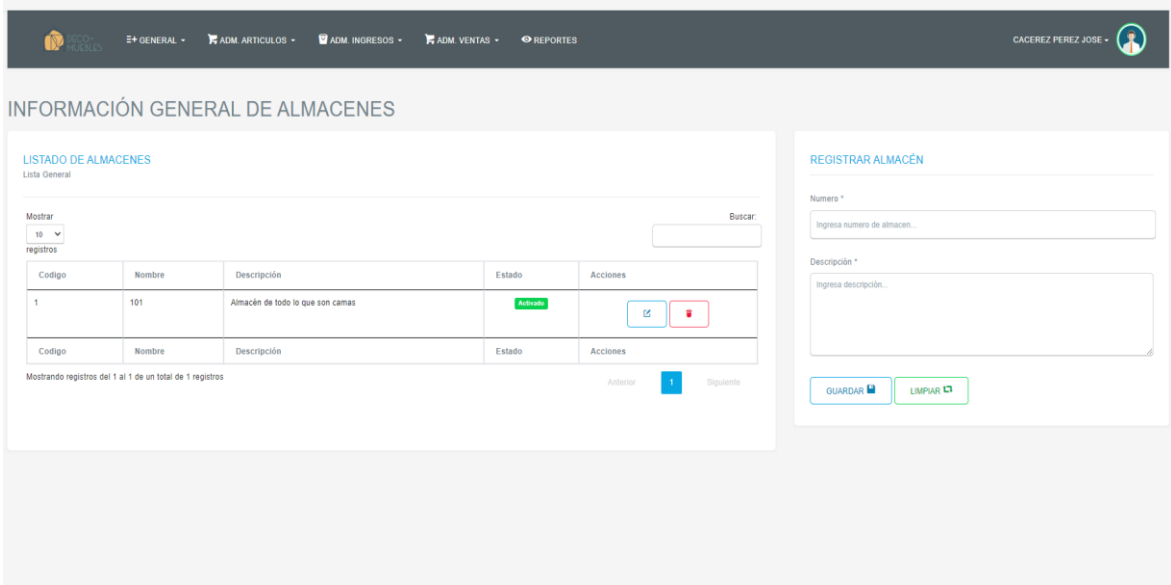 DECO-
MUEBLES
GENERAL
ADM. ARTICULOS
ADM. INGRESOS
ADM. VENTAS
REPORTES
CACEREZ PEREZ JOSE
INFORMACIÓN GENERAL DE ALMACENES
LISTADO DE ALMACENES
Lista General
Mostrar
10
registros
Buscar:
Codigo Nombre Descripción Estado Acciones
1 101 Almacén de todo lo que son camas Activado
Codigo Nombre Descripción Estado Acciones
Mostrando registros del 1 al 1 de un total de 1 registros
Anterior 1 Siguiente
REGISTRAR ALMACÉN
Numero *
Ingresa numero de almacen...
Descripción *
Ingresa descripción...
GUARDAR LIMPIAR